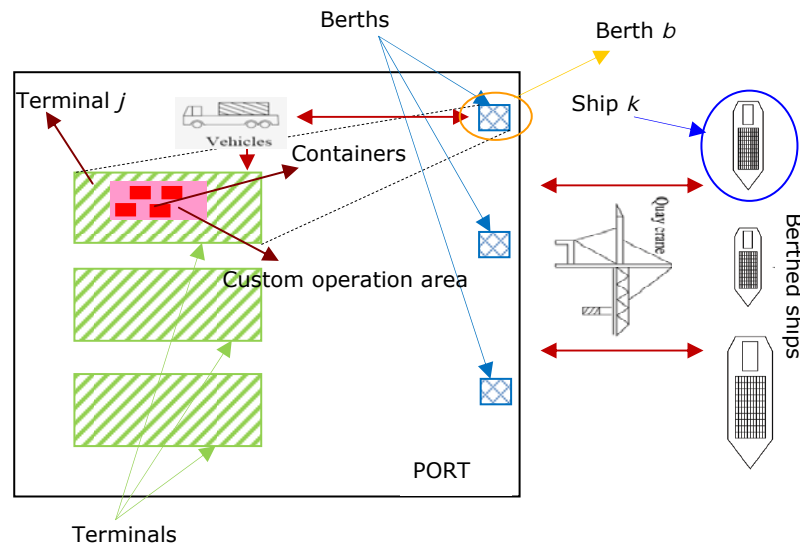 Berths
Berth b
Terminal j
Ship k
Vehicles
Containers
Quay crane
Custom operation area
Berthed ships
PORT
Terminals